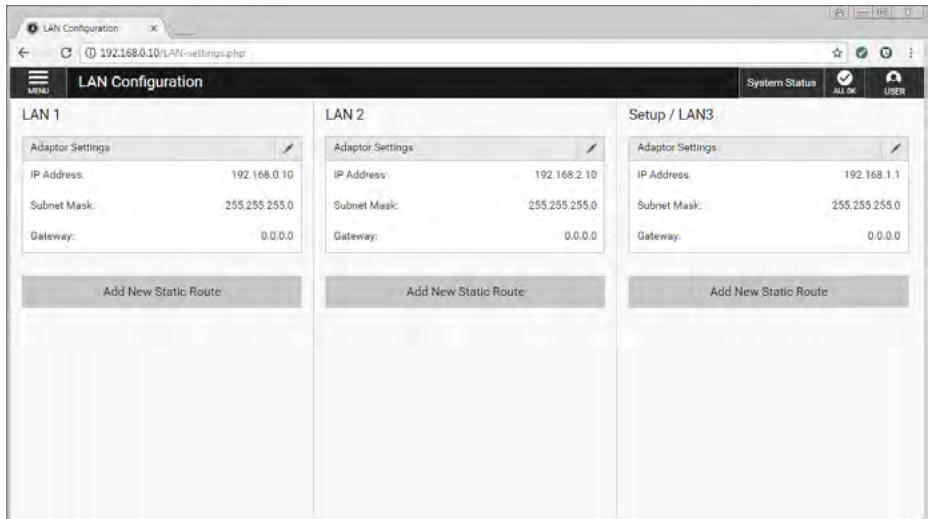 LAN Configuration
192.168.0.10/LAN-settings.php
MENU
LAN Configuration
System Status
ALL OK
USER
LAN 1
Adaptor Settings
IP Address:
192.168.0.10
Subnet Mask:
255.255.255.0
Gateway:
0.0.0.0
Add New Static Route
LAN 2
Adaptor Settings
IP Address:
192.168.2.10
Subnet Mask:
255.255.255.0
Gateway:
0.0.0.0
Add New Static Route
Setup / LAN3
Adaptor Settings
IP Address:
192.168.1.1
Subnet Mask:
255.255.255.0
Gateway:
0.0.0.0
Add New Static Route